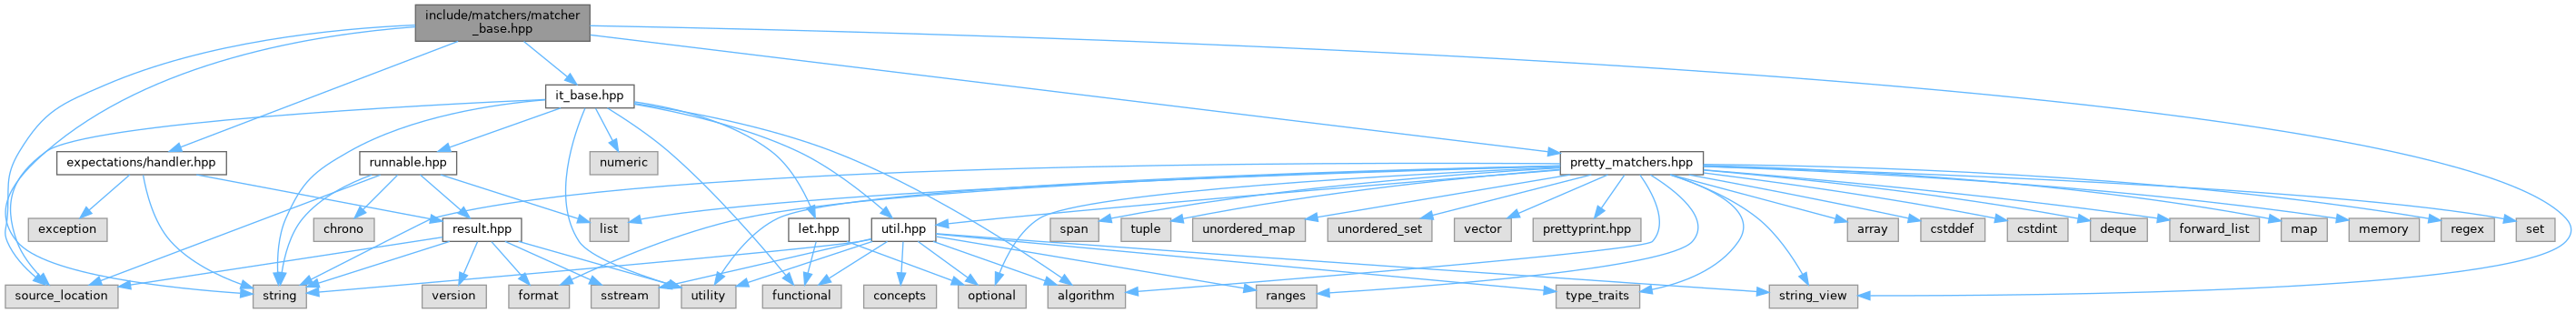 include/matchers/matcher
_base.hpp
it_base.hpp
expectations/handler.hpp
runnable.hpp
numeric
pretty_matchers.hpp
exception
chrono
result.hpp
list
let.hpp
util.hpp
span
tuple
unordered_map
unordered_set
vector
prettyprint.hpp
array
cstddef
cstdint
deque
forward_list
map
memory
regex
set
source_location
string
version
format
sstream
utility
functional
concepts
optional
algorithm
ranges
type_traits
string_view